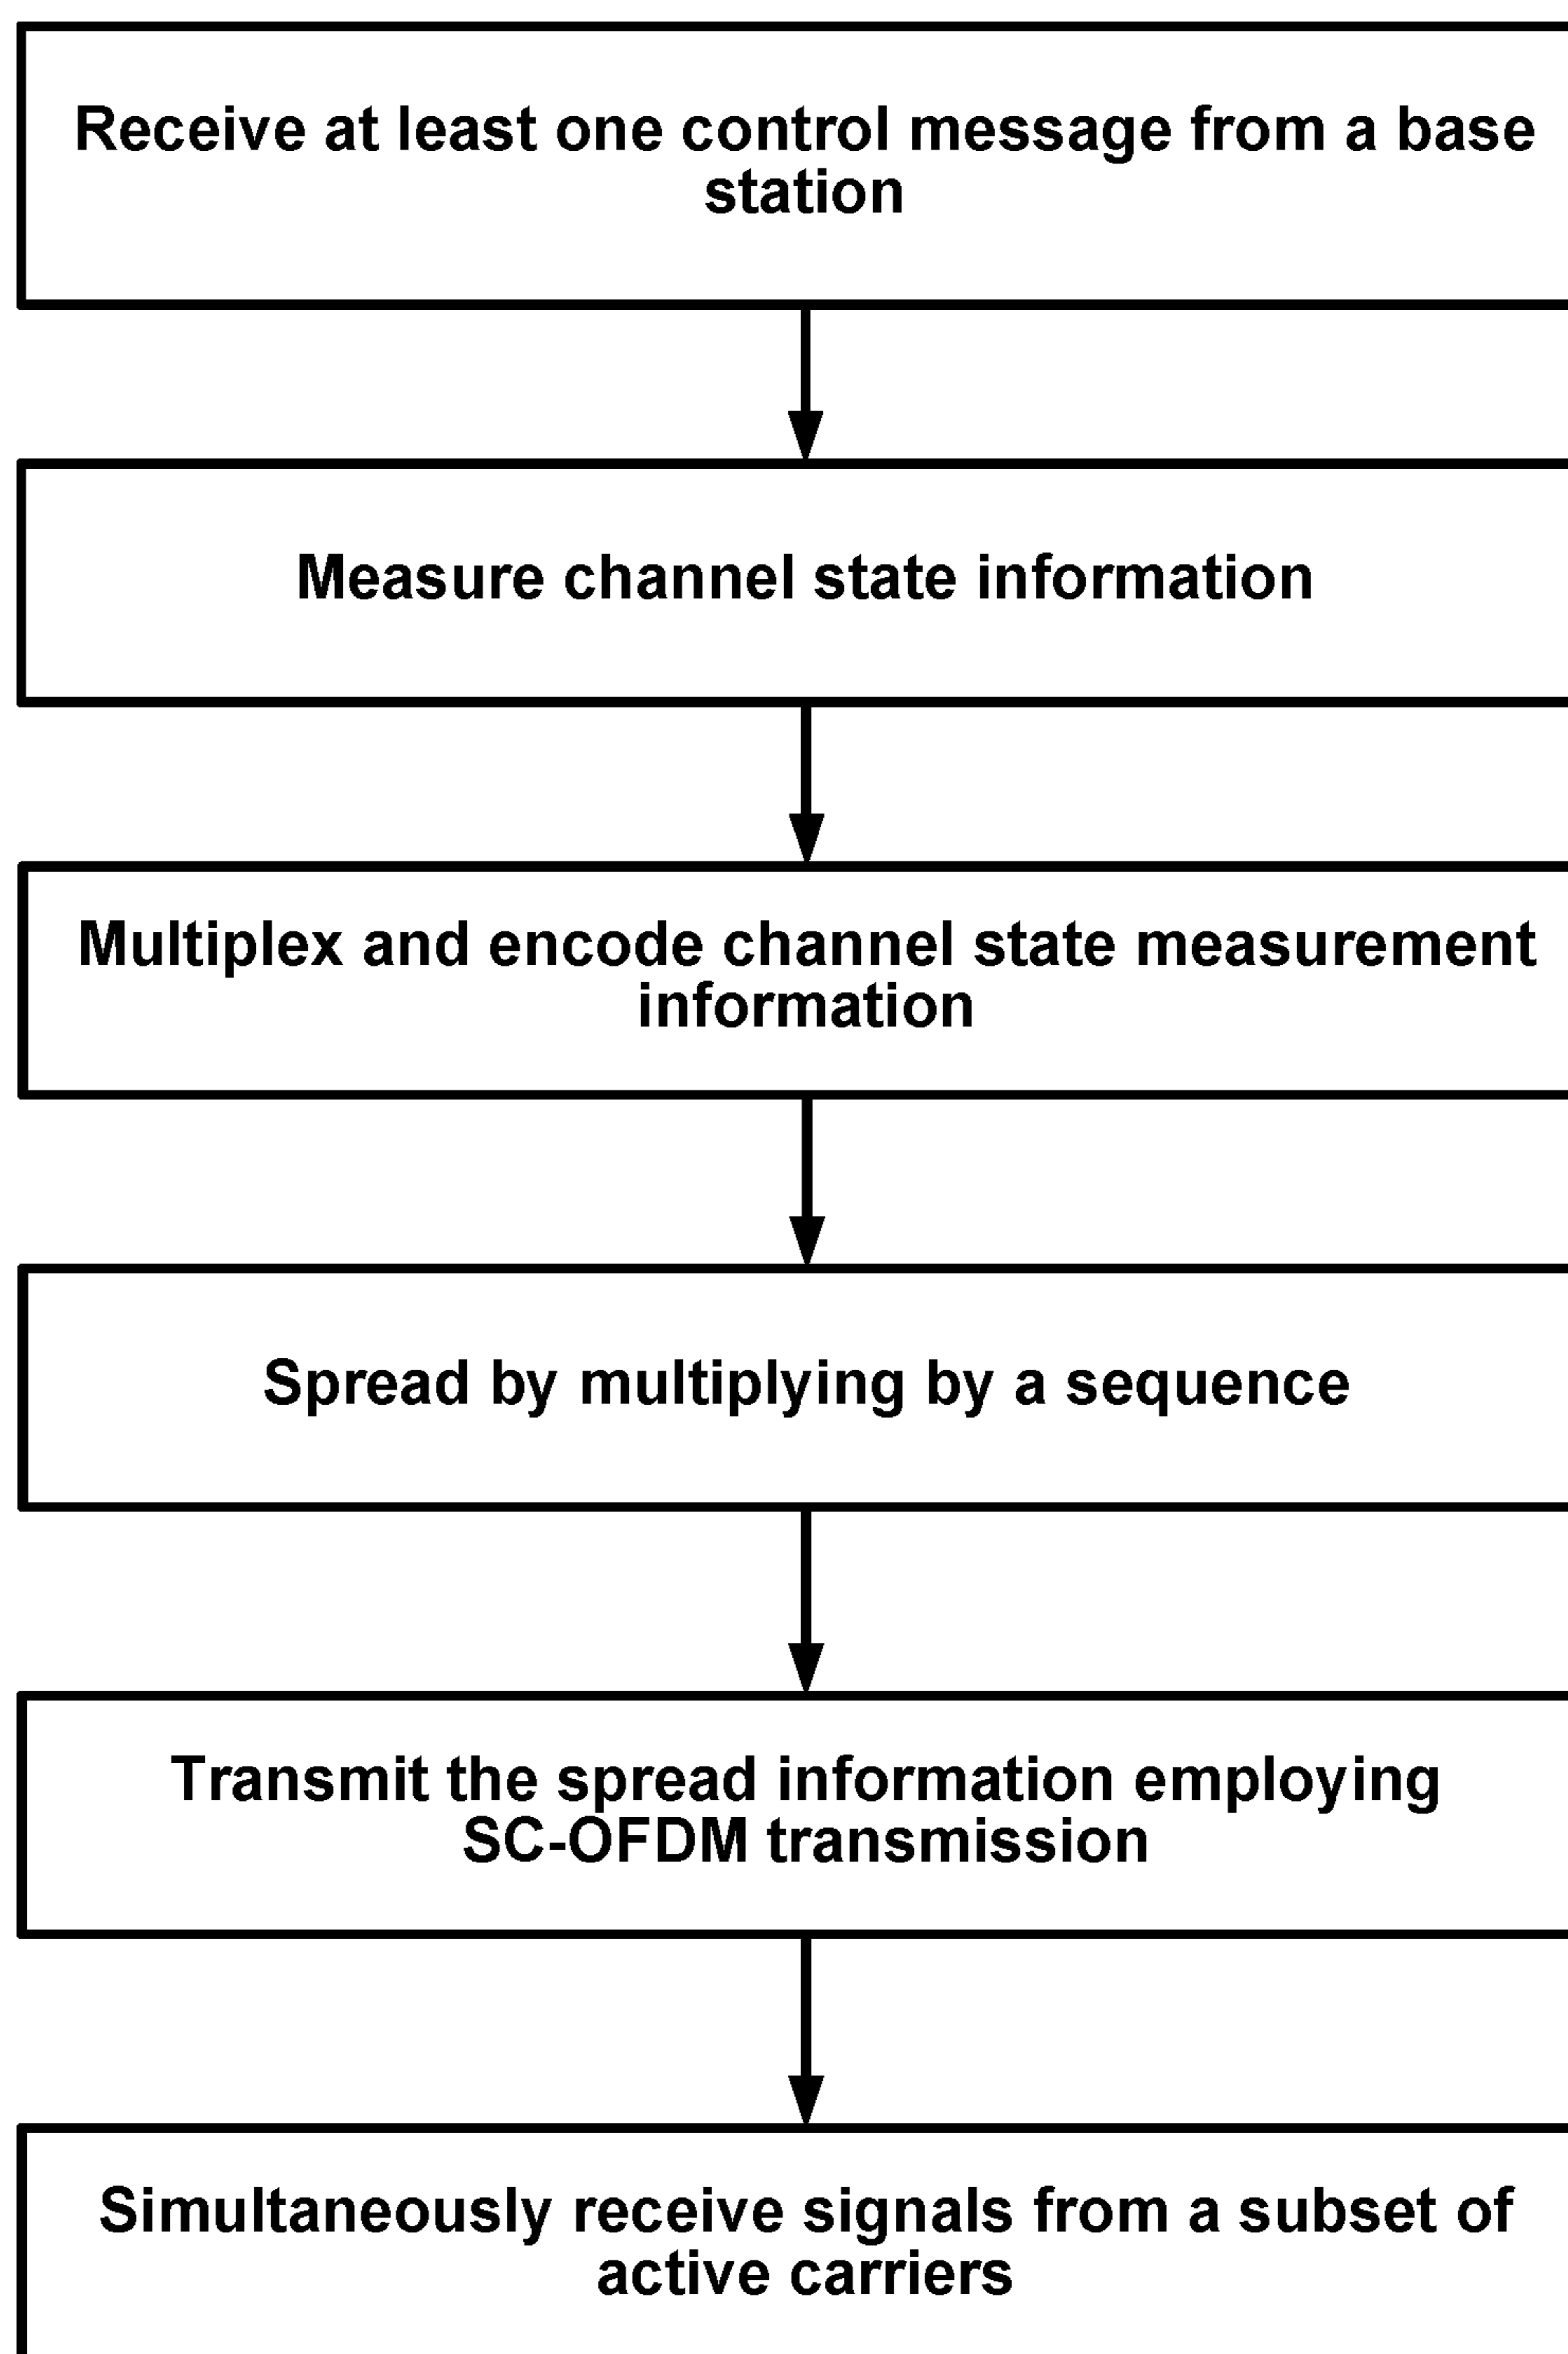 Receive at least one control message from a base
station
Measure channel state information
Multiplex and encode channel state measurement
information
Spread by multiplying by a sequence
Transmit the spread information employing
SC-OFDM transmission
Simultaneously receive signals from a subset of
active carriers